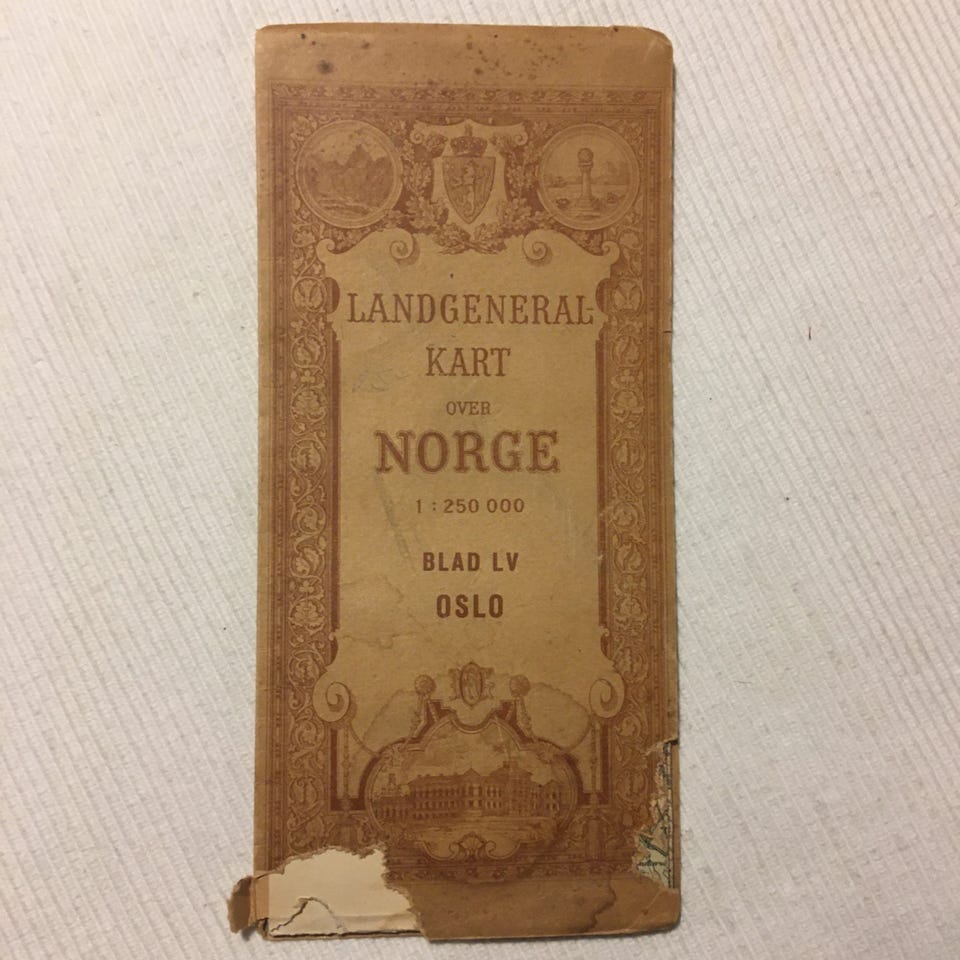 LANDGENERAL
KART
OVER
NORGE
1 : 250 000
BLAD LV
OSLO